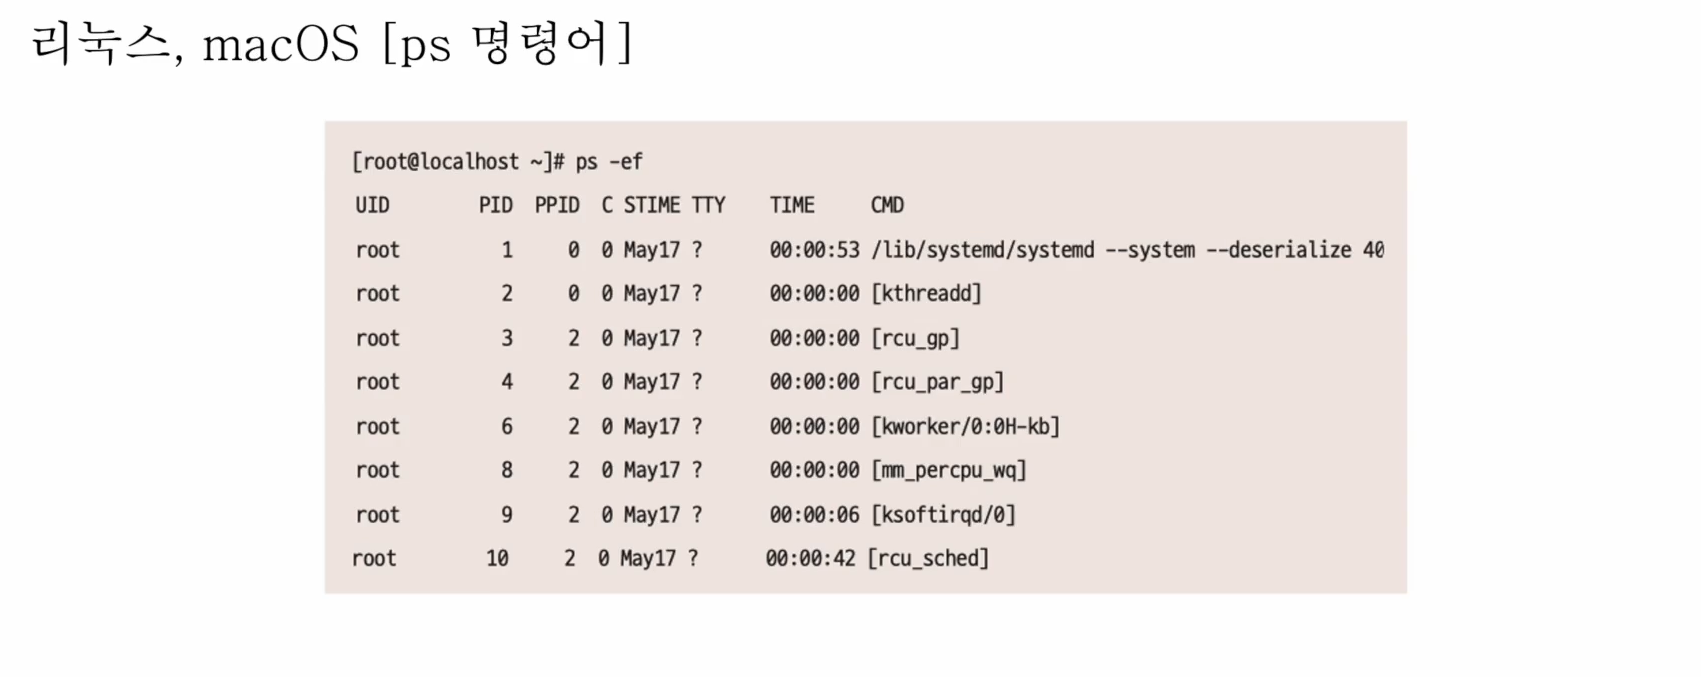 리눅스, macOS [ps 명령어]
[root@localhost ~]# ps -ef
UID PID PPID C STIME TTY TIME CMD
root 1 0 0 May17 ? 00:00:53 /lib/systemd/systemd --system --deserialize 40
root 2 0 0 May17 ? 00:00:00 [kthreadd]
root 3 2 0 May17 ? 00:00:00 [rcu_gp]
root 4 2 0 May17 ? 00:00:00 [rcu_par_gp]
root 6 2 0 May17 ? 00:00:00 [kworker/0:0H-kb]
root 8 2 0 May17 ? 00:00:00 [mm_percpu_wq]
root 9 2 0 May17 ? 00:00:06 [ksoftirqd/0]
root 10 2 0 May17 ? 00:00:42 [rcu_sched]